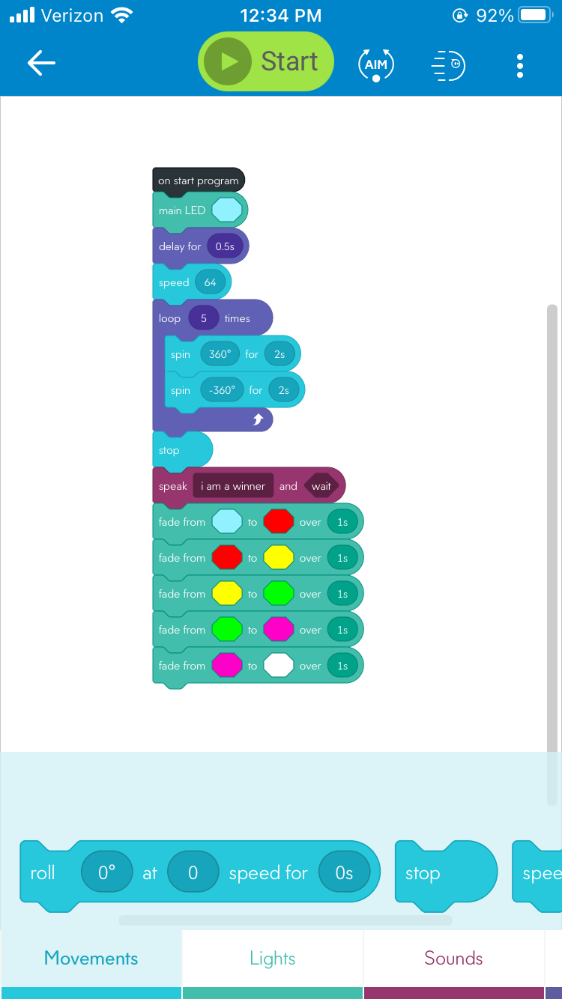 Verizon 12:34 PM 92%
Start AIM
on start program
main LED
delay for 0.5s
speed 64
loop 5 times
spin 360° for 2s
spin -360° for 2s
stop
speak i am a winner and wait
fade from to over 1s
fade from to over 1s
fade from to over 1s
fade from to over 1s
fade from to over 1s
roll 0° at 0 speed for 0s stop spee
Movements Lights Sounds